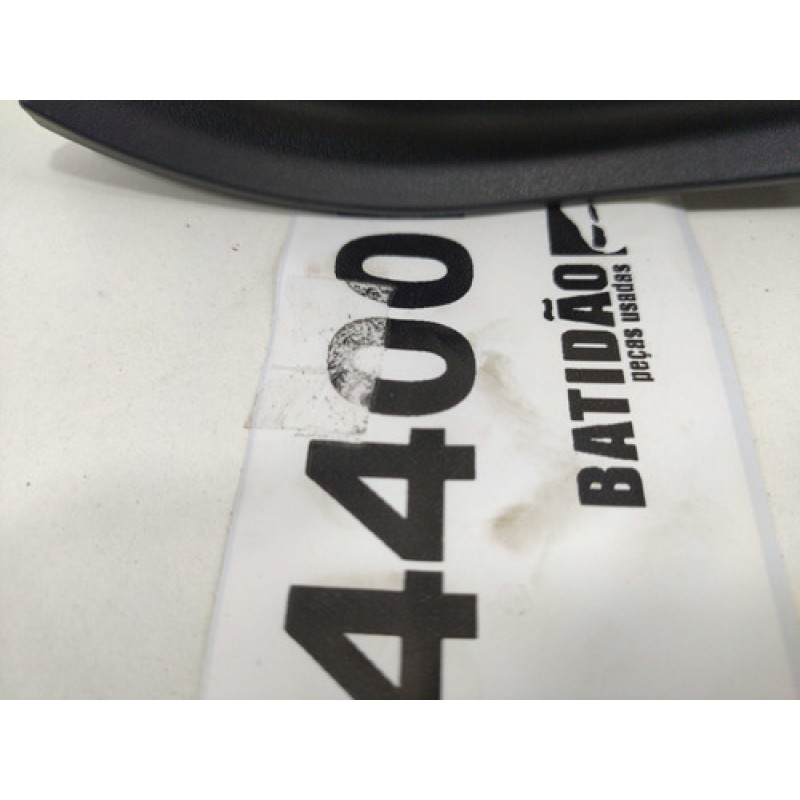 4400
BATIDÃO
peças usadas